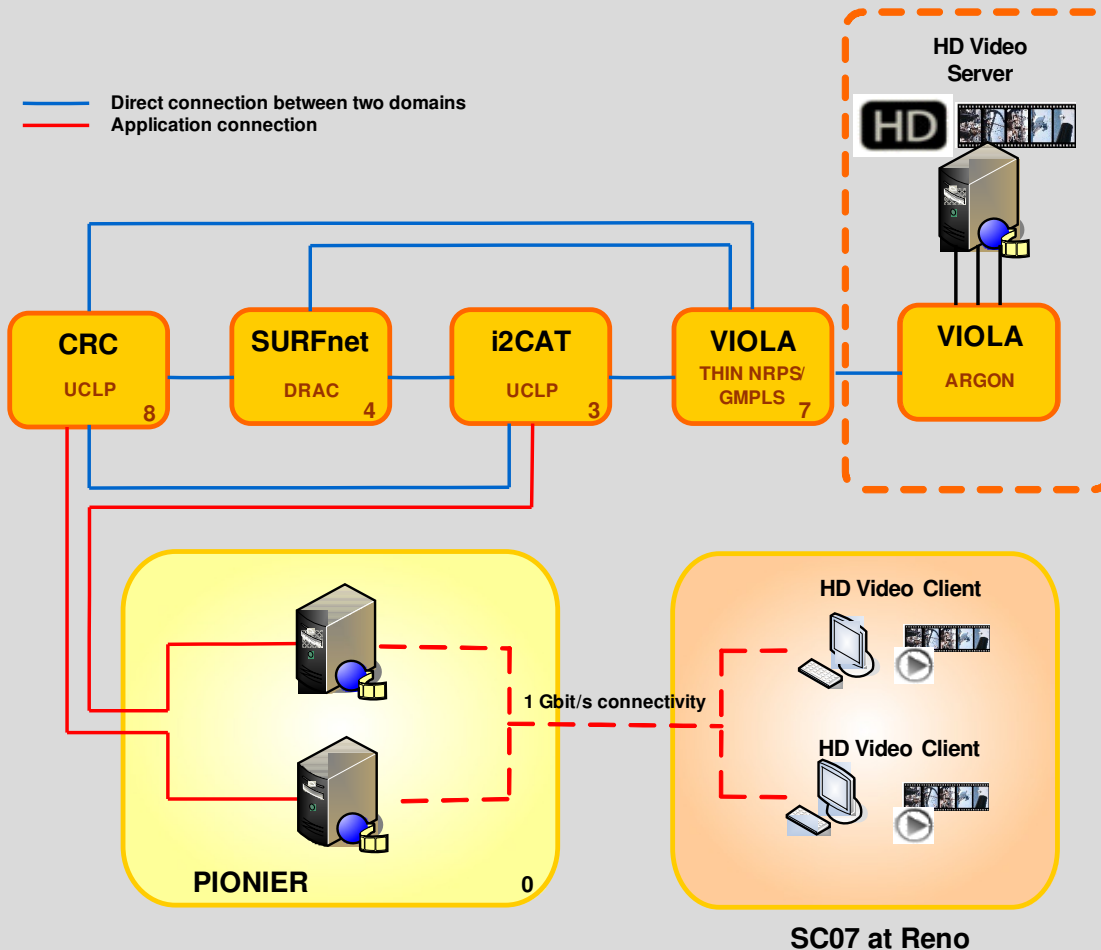 HD Video
Server
Direct connection between two domains
Application connection
HD
CRC
UCLP
8
SURFnet
DRAC
4
i2CAT
UCLP
3
VIOLA
THIN NRPS/
GMPLS
7
VIOLA
ARGON
HD Video Client
1 Gbit/s connectivity
HD Video Client
PIONIER
0
SC07 at Reno